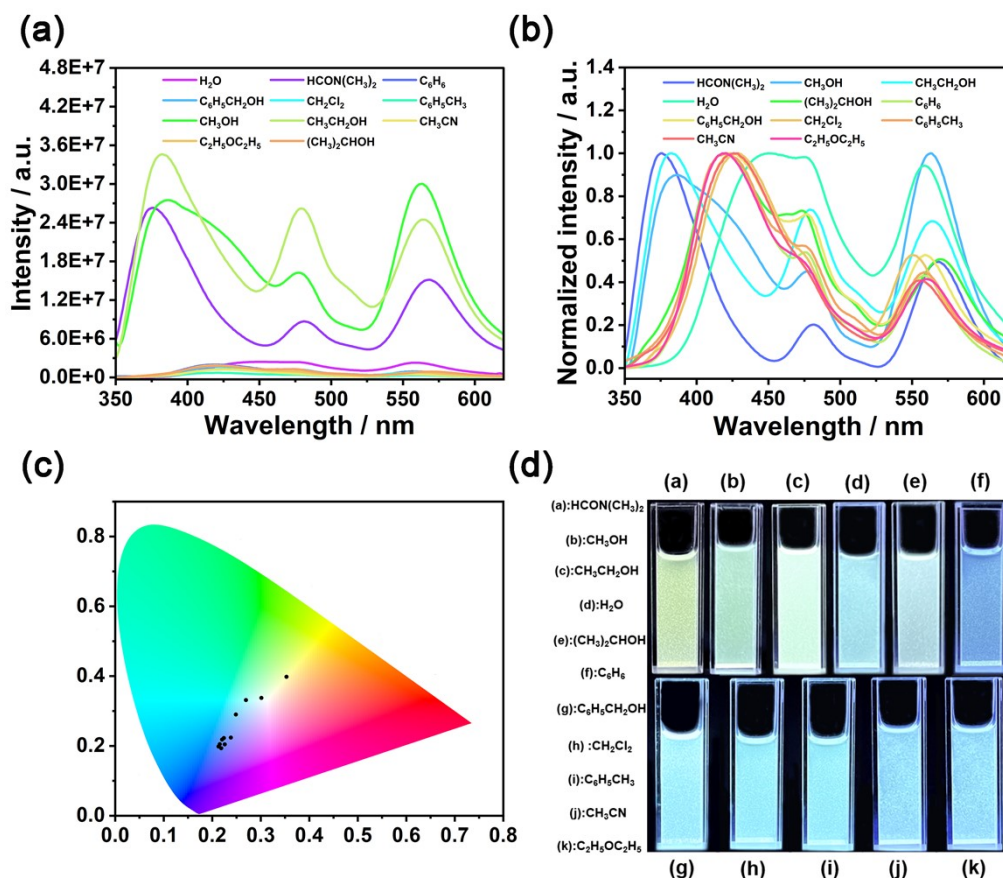 (a)
4.8E+7
4.2E+7
3.6E+7
3.0E+7
2.4E+7
1.8E+7
1.2E+7
6.0E+6
0.0E+0
Intensity / a.u.
H₂O HCON(CH₃)₂ C₆H₆
C₆H₅CH₂OH CH₂Cl₂ C₆H₅CH₃
CH₃OH CH₃CH₂OH CH₃CN
C₂H₅OC₂H₅ (CH₃)₂CHOH
350 400 450 500 550 600
Wavelength / nm
(b)
1.4
1.2
1.0
0.8
0.6
0.4
0.2
0.0
Normalized intensity / a.u.
HCON(CH₃)₂ CH₃OH CH₃CH₂OH
H₂O (CH₃)₂CHOH C₆H₆
C₆H₅CH₂OH CH₂Cl₂ C₆H₅CH₃
CH₃CN C₂H₅OC₂H₅
350 400 450 500 550 600
Wavelength / nm
(c)
0.8
0.6
0.4
0.2
0.0
0.0 0.1 0.2 0.3 0.4 0.5 0.6 0.7 0.8
(d)
(a) (b) (c) (d) (e) (f)
(a):HCON(CH₃)₂
(b):CH₃OH
(c):CH₃CH₂OH
(d):H₂O
(e):(CH₃)₂CHOH
(f):C₆H₆
(g):C₆H₅CH₂OH
(h) :CH₂Cl₂
(i):C₆H₅CH₃
(j):CH₃CN
(k):C₂H₅OC₂H₅
(g) (h) (i) (j) (k)